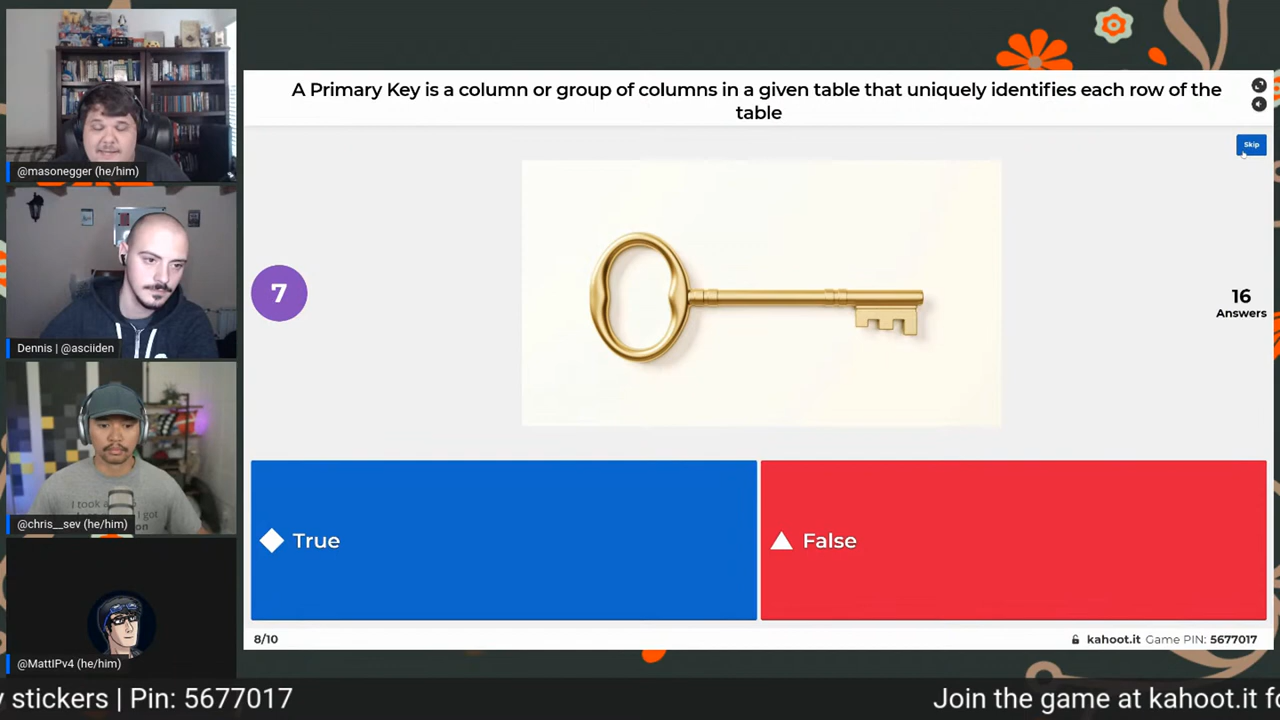 @masonegger (he/him)
Dennis | @asciiden
@chris__sev (he/him)
@MattIPv4 (he/him)
A Primary Key is a column or group of columns in a given table that uniquely identifies each row of the
table
Skip
7
16
Answers
True
False
8/10
kahoot.it Game PIN: 5677017
y stickers | Pin: 5677017
Join the game at kahoot.it fo